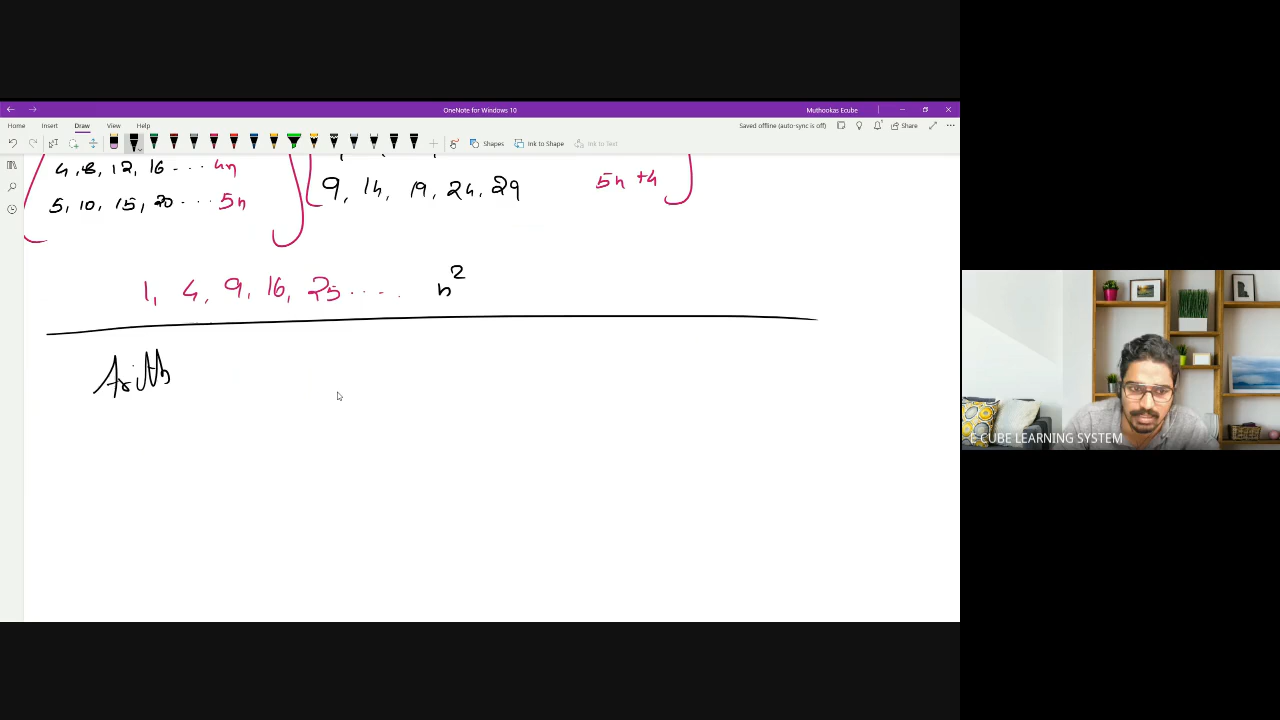 OneNote for Windows 10
Muthookas Ecube
Home Insert Draw View Help
Saved offline (auto-sync is off)
Share
Shapes
Ink to Shape
Ink to Text
4, 8, 12, 16 ... 4n
5, 10, 15, 20 ... 5n
9, 14, 19, 24, 29
5n +4
1, 4, 9, 16, 25 ..... n²
Arith
E CUBE LEARNING SYSTEM